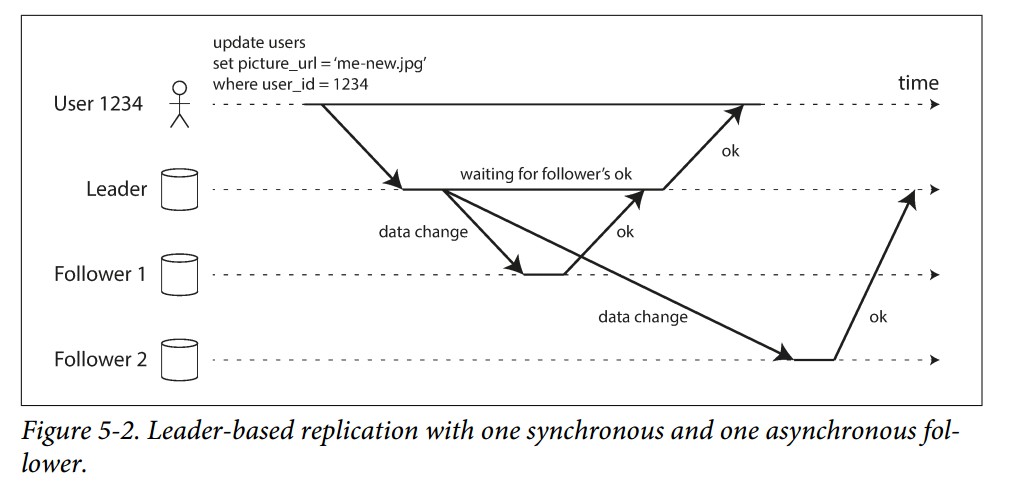 update users
set picture_url = ‘me-new.jpg’
where user_id = 1234
User 1234
time
ok
Leader
waiting for follower’s ok
data change
ok
Follower 1
data change
ok
Follower 2
Figure 5-2. Leader-based replication with one synchronous and one asynchronous fol-
lower.